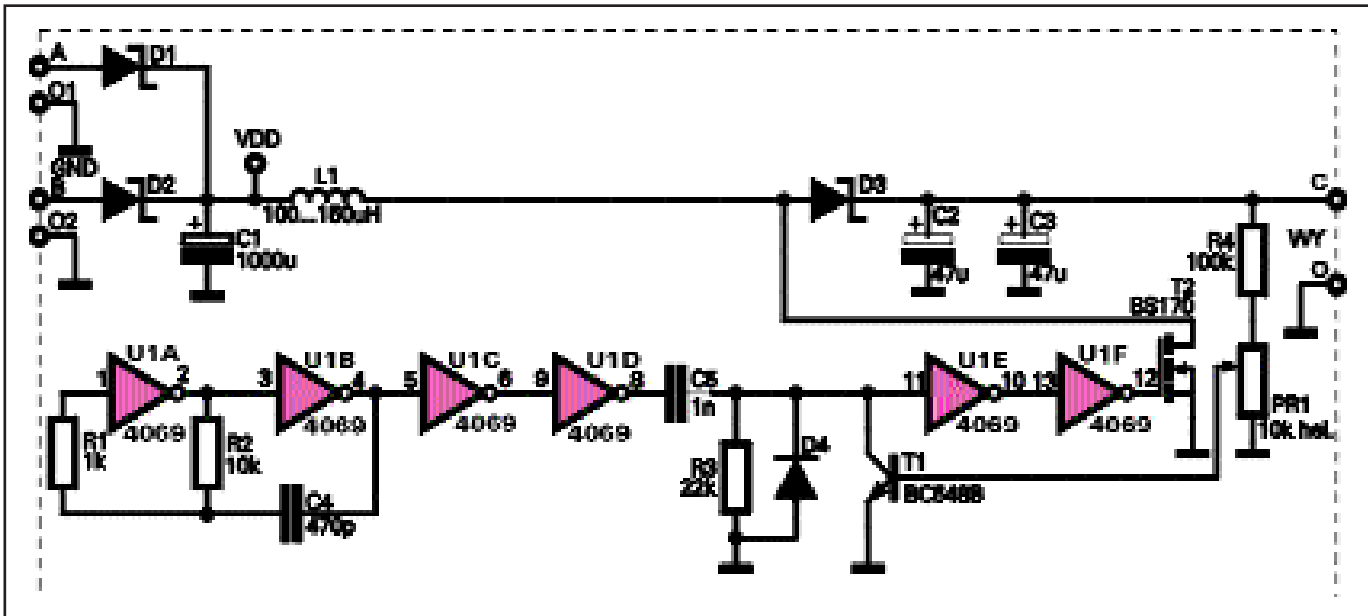 A
D1
O1
GND
VDD
B
D2
L1
100...160uH
O2
C1
1000u
D3
C
C2
47u
C3
47u
R4
100k
WY
O
T2
BS170
U1A
1
2
4069
U1B
3
4
4069
U1C
5
6
4069
U1D
9
8
4069
C5
1n
U1E
11
10
4069
U1F
13
12
4069
PR1
10k hel.
R1
1k
R2
10k
C4
470p
R3
22k
D4
T1
BC548B